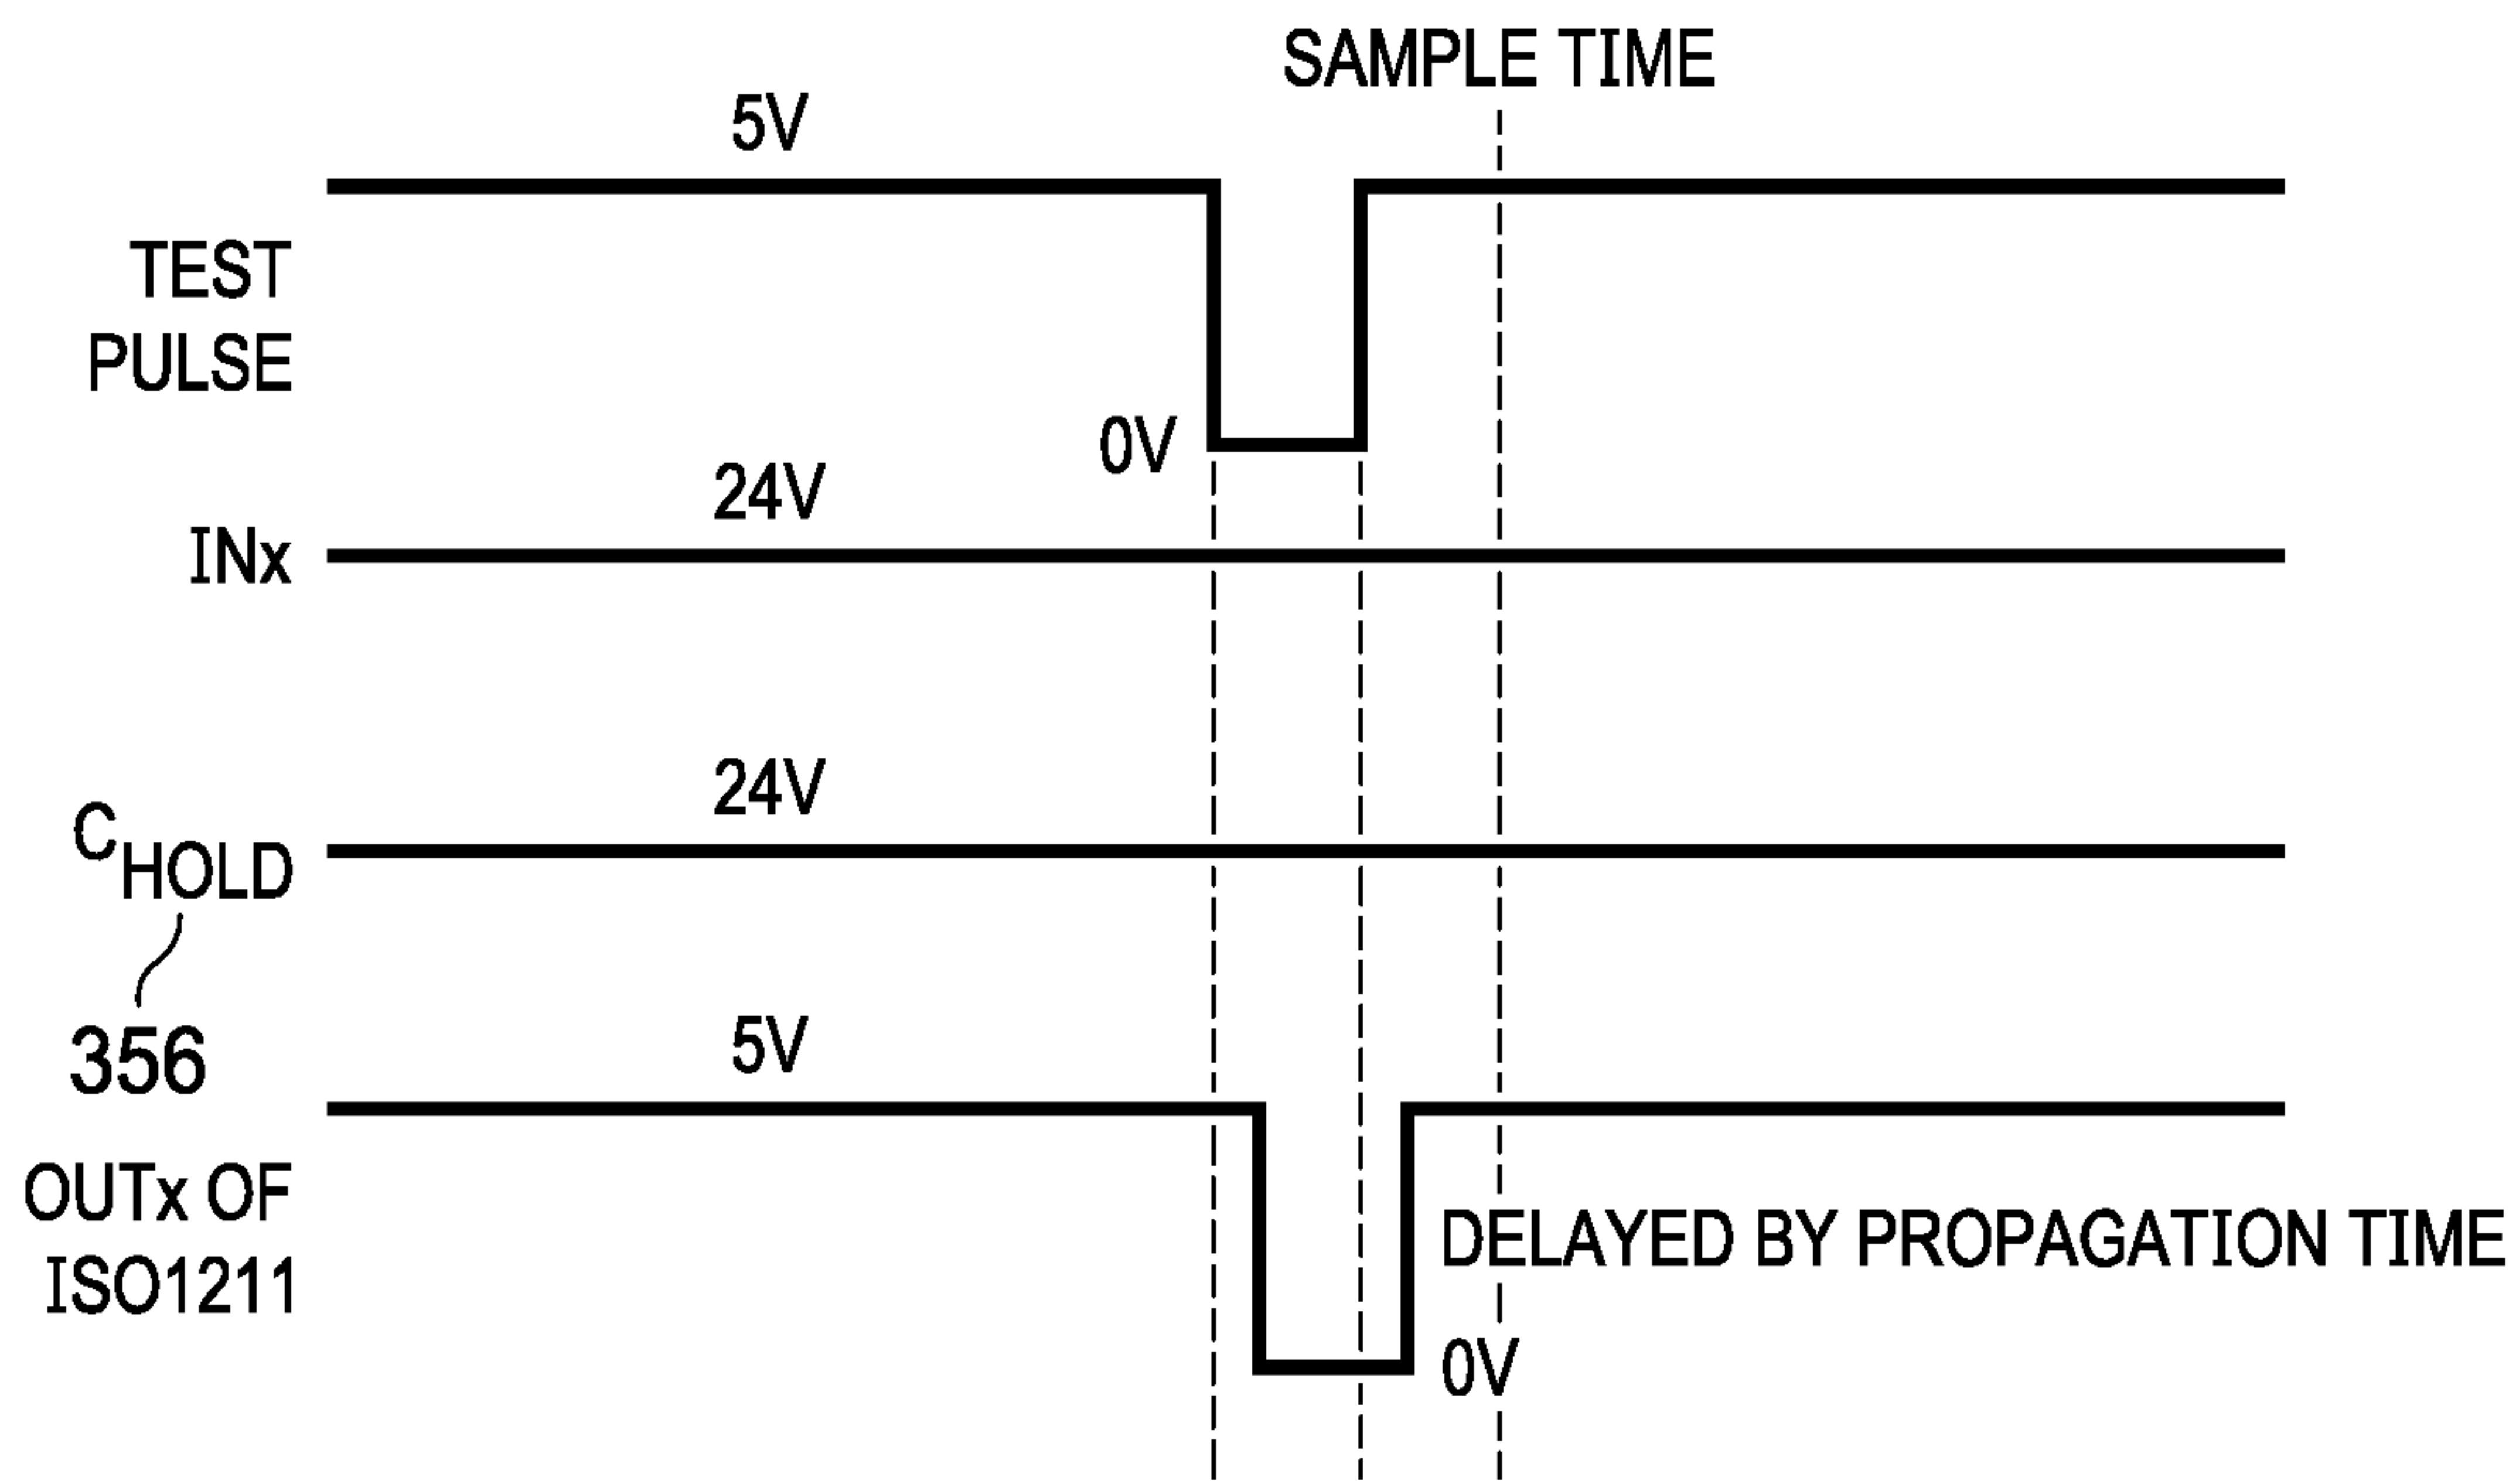 SAMPLE TIME
5V
TEST
PULSE
0V
24V
INx
24V
CHOLD
356
5V
OUTx OF
ISO1211
DELAYED BY PROPAGATION TIME
0V